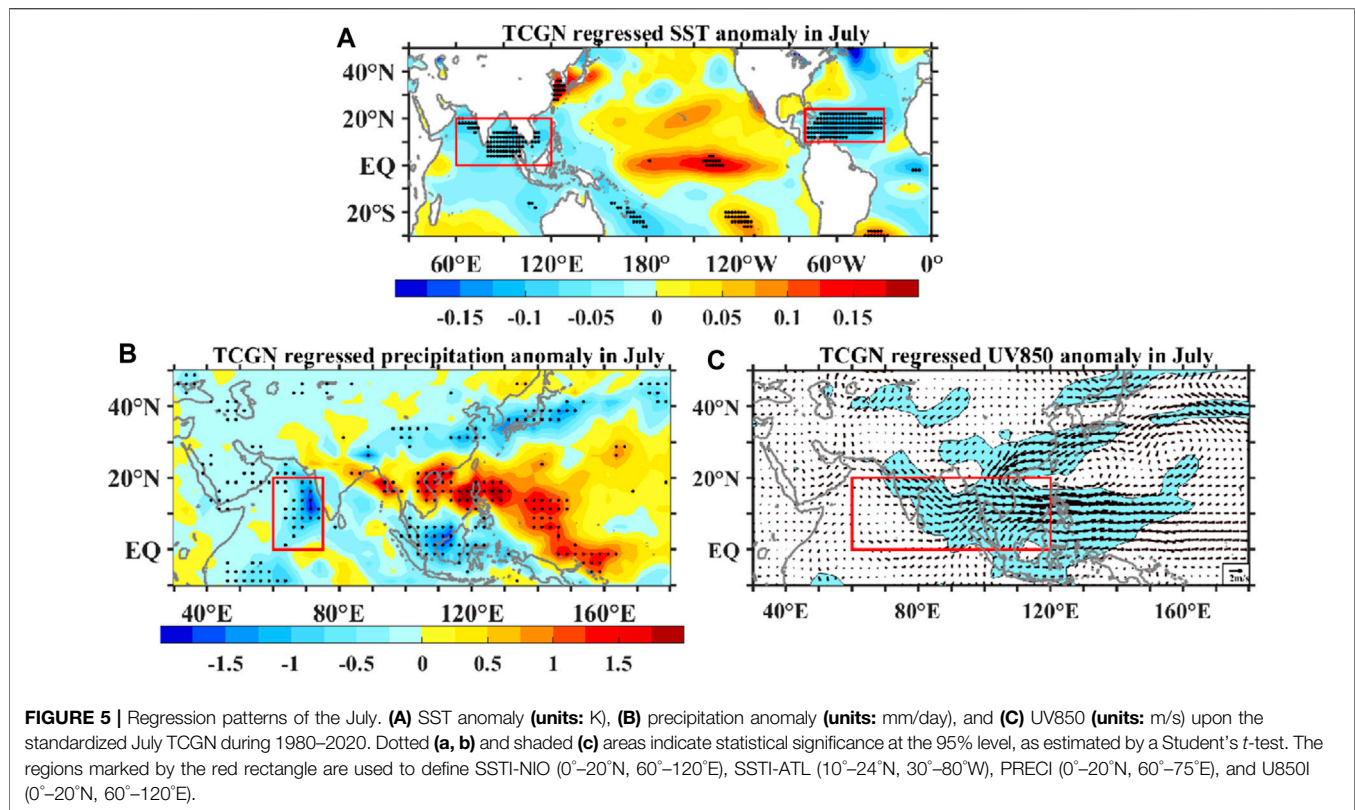 A
TCGN regressed SST anomaly in July
40°N
20°N
EQ
20°S
60°E 120°E 180° 120°W 60°W 0°
-0.15 -0.1 -0.05 0 0.05 0.1 0.15
B
TCGN regressed precipitation anomaly in July
40°N
20°N
EQ
40°E 80°E 120°E 160°E
-1.5 -1 -0.5 0 0.5 1 1.5
C
TCGN regressed UV850 anomaly in July
40°N
20°N
EQ
2m/s
40°E 80°E 120°E 160°E
FIGURE 5 | Regression patterns of the July. (A) SST anomaly (units: K), (B) precipitation anomaly (units: mm/day), and (C) UV850 (units: m/s) upon the
standardized July TCGN during 1980–2020. Dotted (a, b) and shaded (c) areas indicate statistical significance at the 95% level, as estimated by a Student's t-test. The
regions marked by the red rectangle are used to define SSTI-NIO (0°–20°N, 60°–120°E), SSTI-ATL (10°–24°N, 30°–80°W), PRECI (0°–20°N, 60°–75°E), and U850I
(0°–20°N, 60°–120°E).